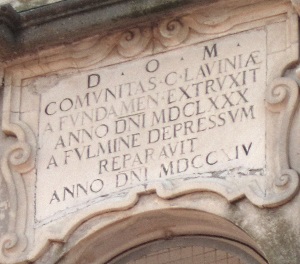 D · O · M ·
COMVNITAS · C · LAVINIÆ
A FVNDAMEN · EXTRVXIT
ANNO DNI MDCLXXX
A FVLMINE DEPRESSVM
REPARAVIT
ANNO DNI MDCCXIV